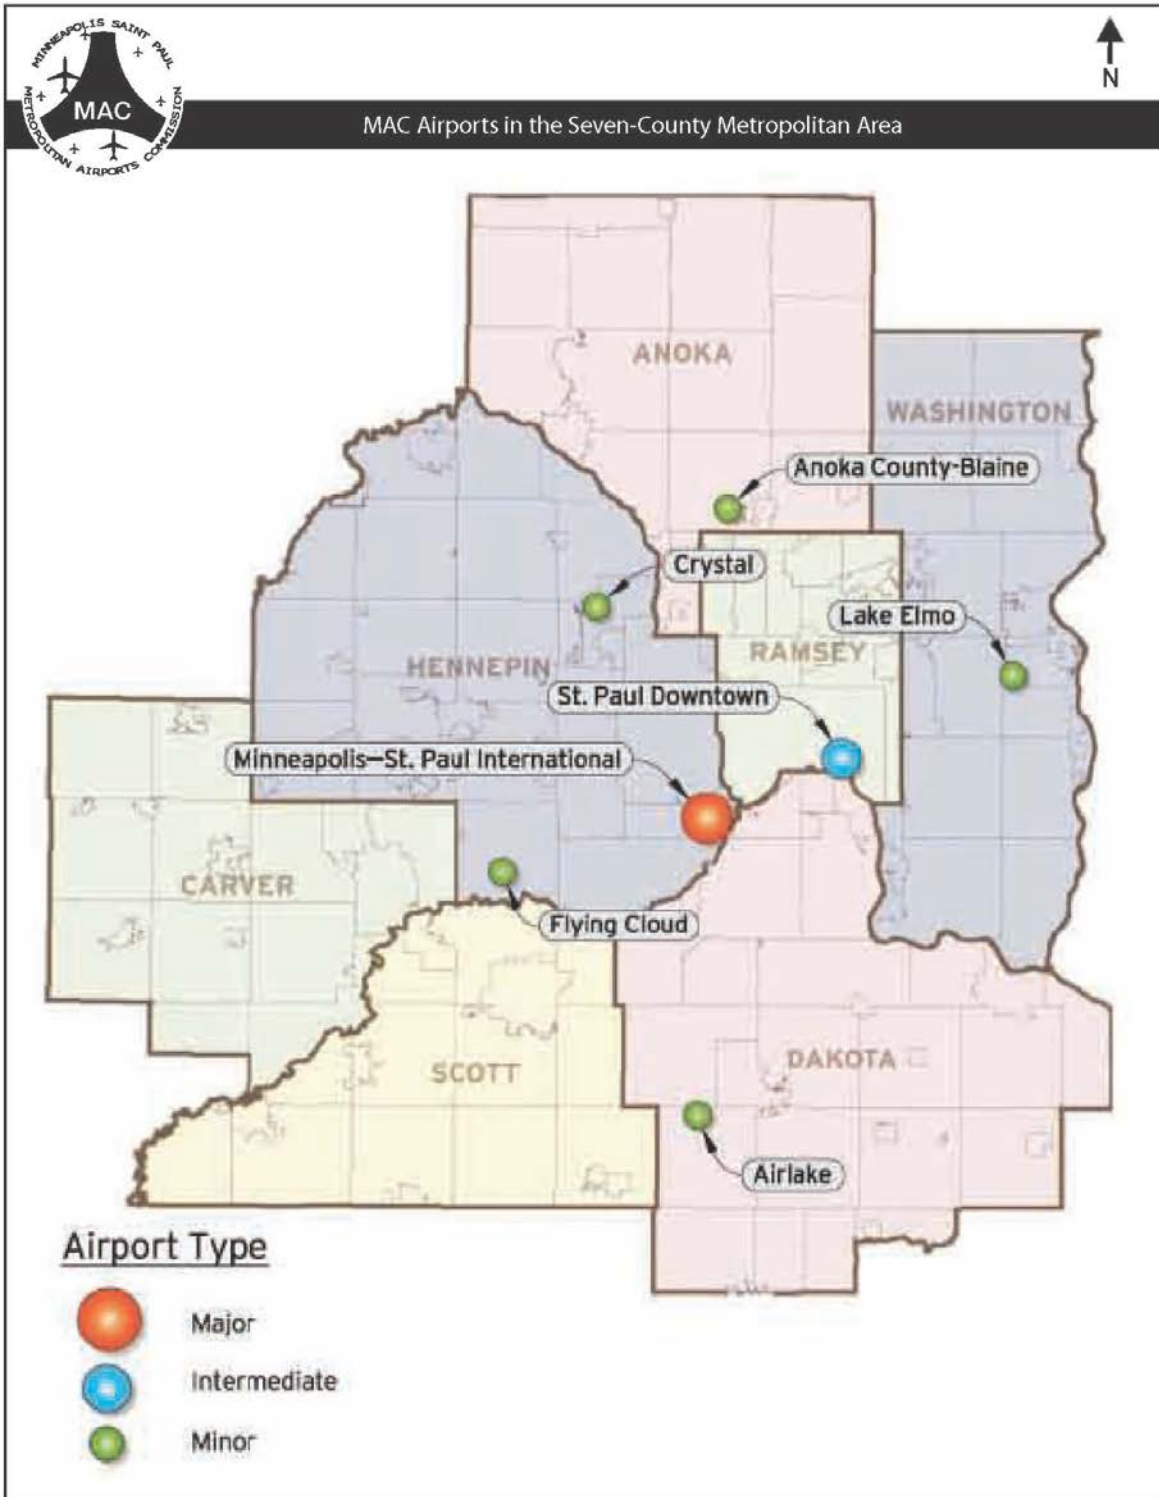 MINNEAPOLIS SAINT PAUL
METROPOLITAN AIRPORTS COMMISSION
MAC
N
MAC Airports in the Seven-County Metropolitan Area
ANOKA
WASHINGTON
Anoka County-Blaine
Crystal
Lake Elmo
RAMSEY
HENNEPIN
St. Paul Downtown
Minneapolis—St. Paul International
CARVER
Flying Cloud
SCOTT
DAKOTA
Airlake
Airport Type
Major
Intermediate
Minor